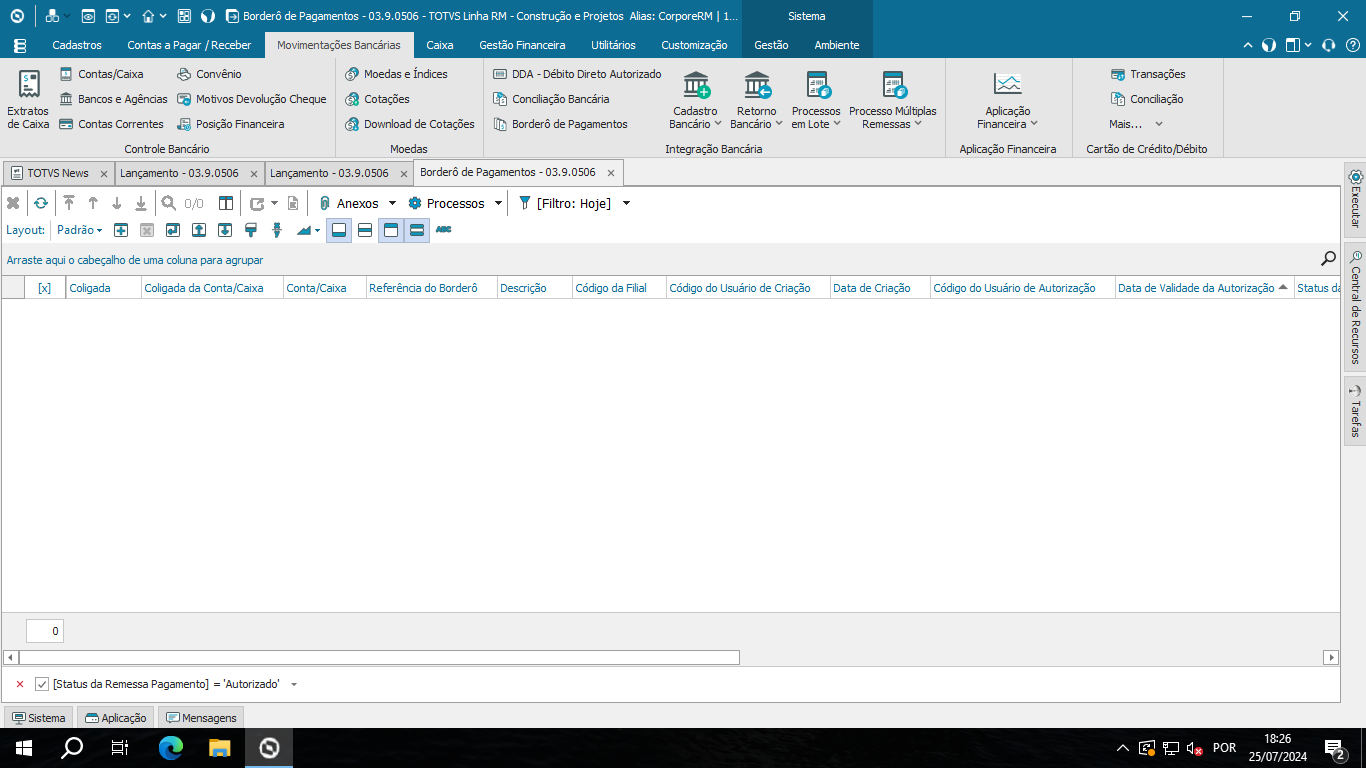 Borderô de Pagamentos - 03.9.0506 - TOTVS Linha RM - Construção e Projetos Alias: CorporeRM | 1...
Sistema
Cadastros
Contas a Pagar / Receber
Movimentações Bancárias
Caixa
Gestão Financeira
Utilitários
Customização
Gestão
Ambiente
Extratos
de Caixa
Contas/Caixa
Bancos e Agências
Contas Correntes
Convênio
Motivos Devolução Cheque
Posição Financeira
Controle Bancário
Moedas e Índices
Cotações
Download de Cotações
Moedas
DDA - Débito Direto Autorizado
Conciliação Bancária
Borderô de Pagamentos
Cadastro
Bancário
Retorno
Bancário
Processos
em Lote
Processo Múltiplas
Remessas
Integração Bancária
Aplicação
Financeira
Aplicação Financeira
Transações
Conciliação
Mais...
Cartão de Crédito/Débito
TOTVS News
Lançamento - 03.9.0506
Lançamento - 03.9.0506
Borderô de Pagamentos - 03.9.0506
0/0
Anexos
Processos
[Filtro: Hoje]
Layout:
Padrão
ABC
Arraste aqui o cabeçalho de uma coluna para agrupar
[x]
Coligada
Coligada da Conta/Caixa
Conta/Caixa
Referência do Borderô
Descrição
Código da Filial
Código do Usuário de Criação
Data de Criação
Código do Usuário de Autorização
Data de Validade da Autorização
Status da
0
[Status da Remessa Pagamento] = 'Autorizado'
Executar
Central de Recursos
Tarefas
Sistema
Aplicação
Mensagens
POR
18:26
25/07/2024
2